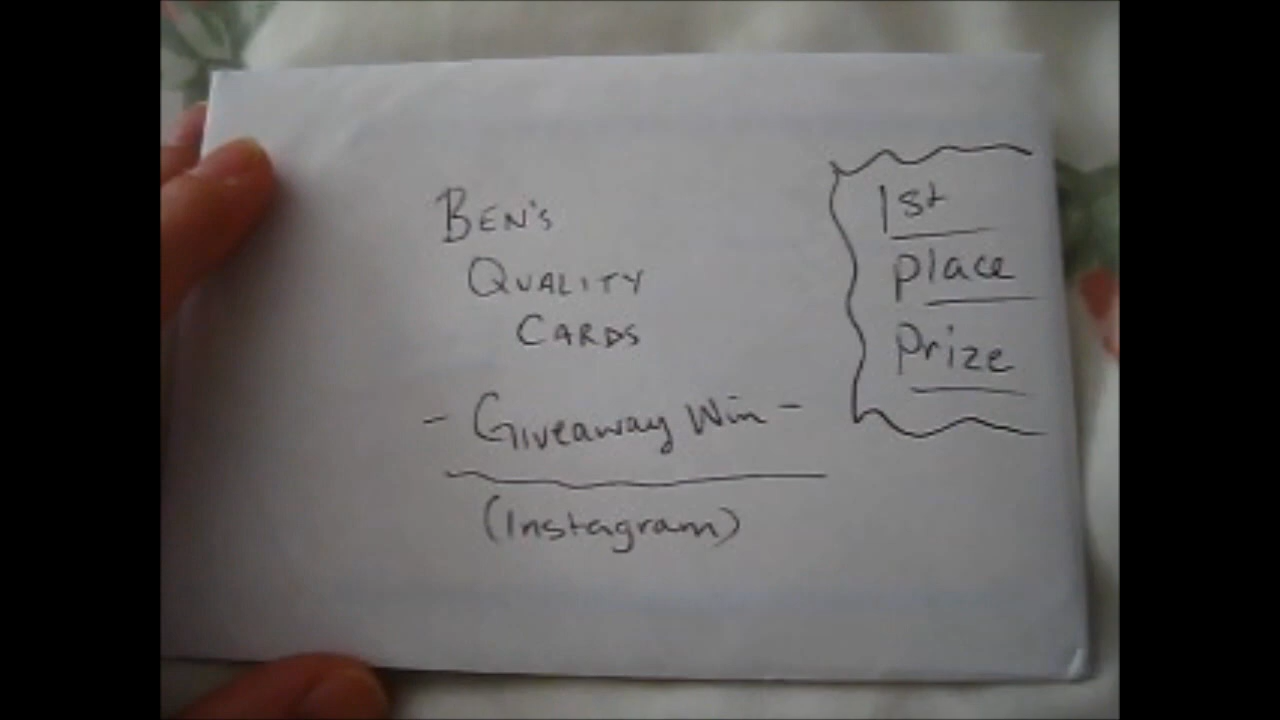 BEN'S
QUALITY
CARDS
- Giveaway Win -
(Instagram)
1st
place
Prize